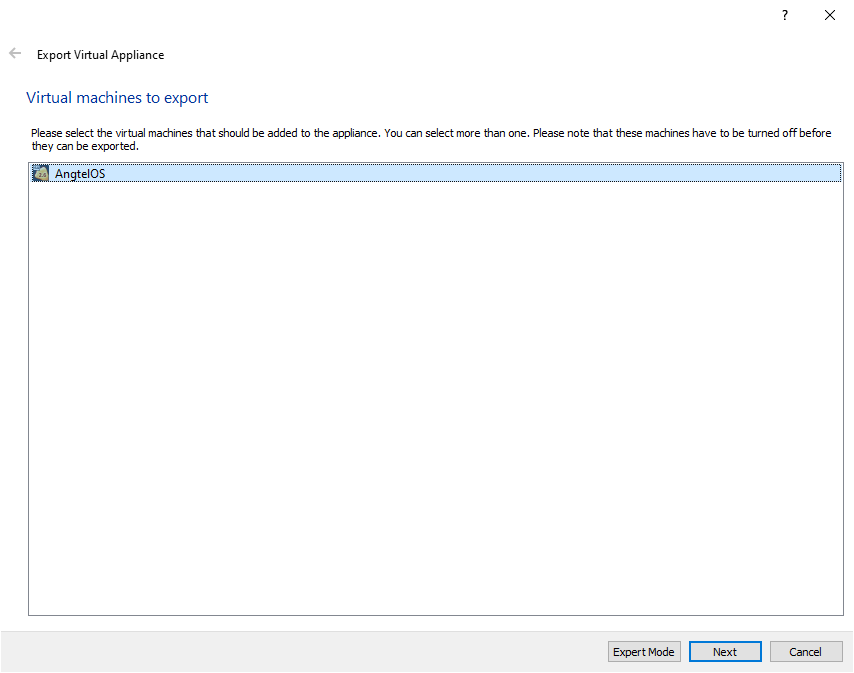 ?
Export Virtual Appliance
Virtual machines to export
Please select the virtual machines that should be added to the appliance. You can select more than one. Please note that these machines have to be turned off before
they can be exported.
AngtelOS
Expert Mode Next Cancel